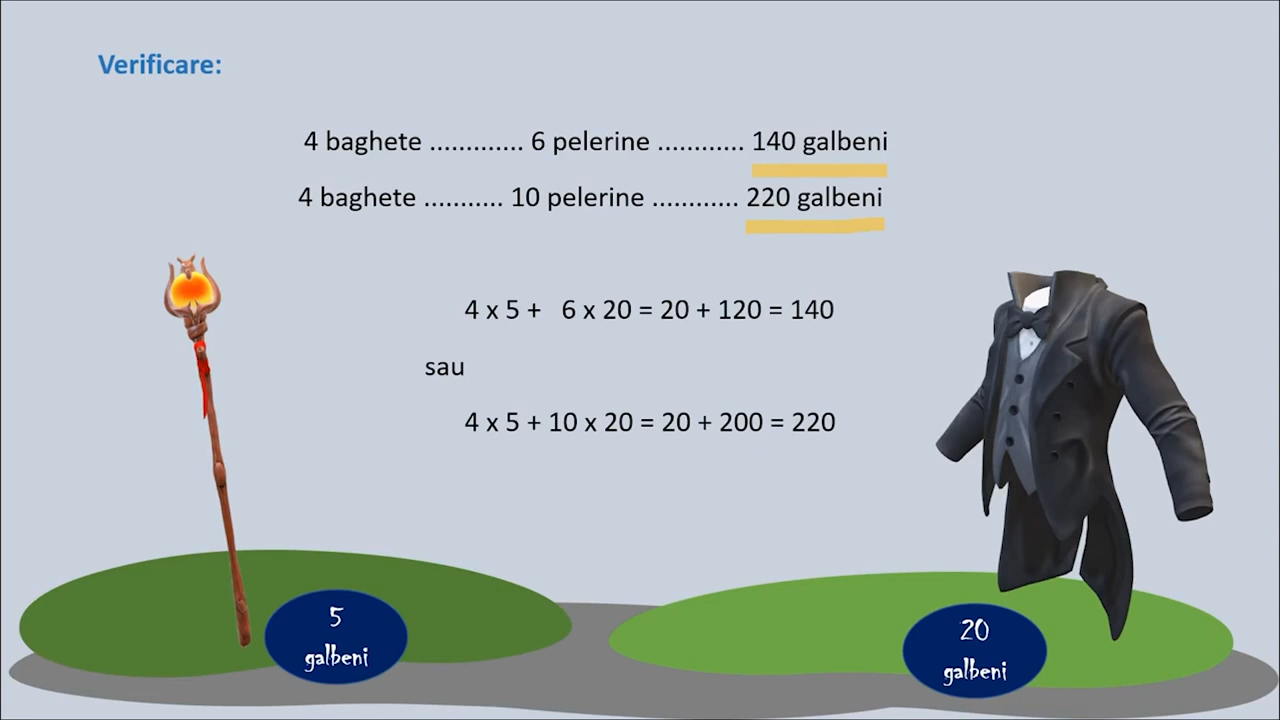 Verificare:
4 baghete ............. 6 pelerine ............ 140 galbeni
4 baghete ........... 10 pelerine ............ 220 galbeni
4 x 5 + 6 x 20 = 20 + 120 = 140
sau
4 x 5 + 10 x 20 = 20 + 200 = 220
5
galbeni
20
galbeni